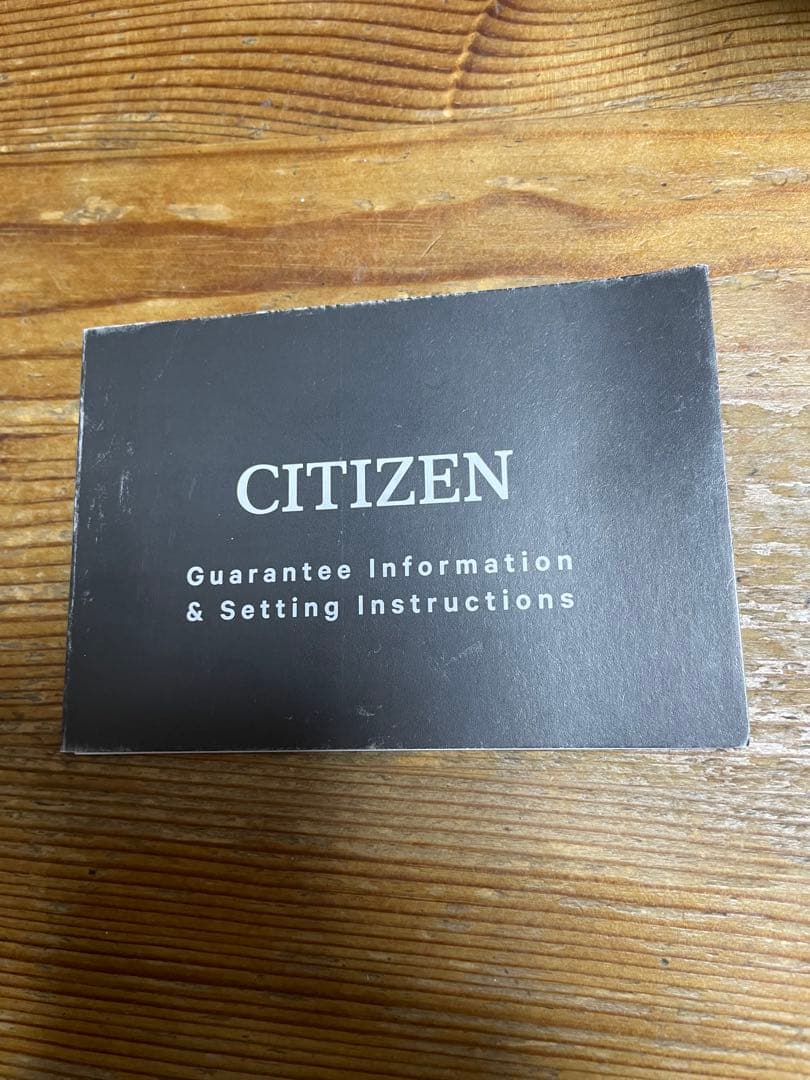 CITIZEN
Guarantee Information
& Setting Instructions